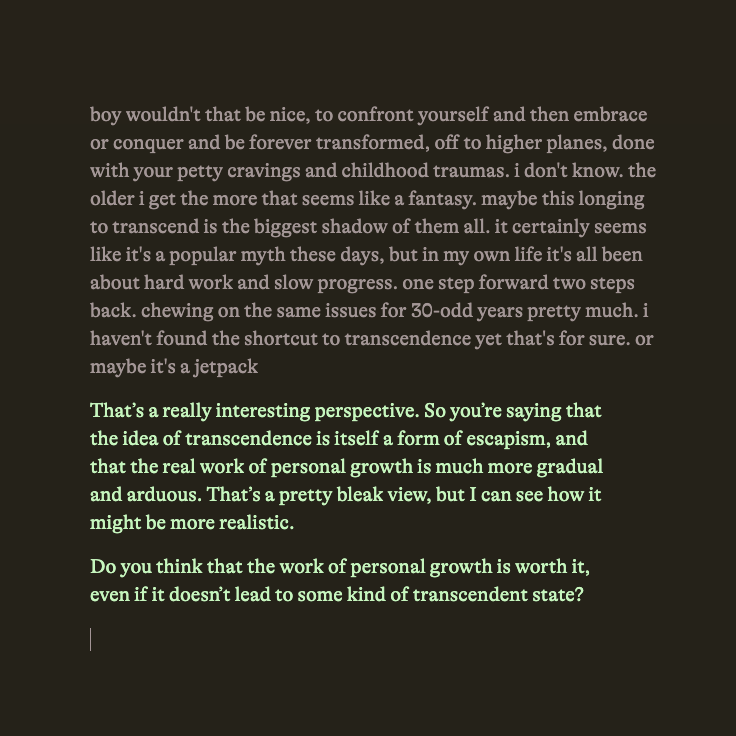 boy wouldn't that be nice, to confront yourself and then embrace
or conquer and be forever transformed, off to higher planes, done
with your petty cravings and childhood traumas. i don't know. the
older i get the more that seems like a fantasy. maybe this longing
to transcend is the biggest shadow of them all. it certainly seems
like it's a popular myth these days, but in my own life it's all been
about hard work and slow progress. one step forward two steps
back. chewing on the same issues for 30-odd years pretty much. i
haven't found the shortcut to transcendence yet that's for sure. or
maybe it's a jetpack
That’s a really interesting perspective. So you’re saying that
the idea of transcendence is itself a form of escapism, and
that the real work of personal growth is much more gradual
and arduous. That’s a pretty bleak view, but I can see how it
might be more realistic.
Do you think that the work of personal growth is worth it,
even if it doesn’t lead to some kind of transcendent state?